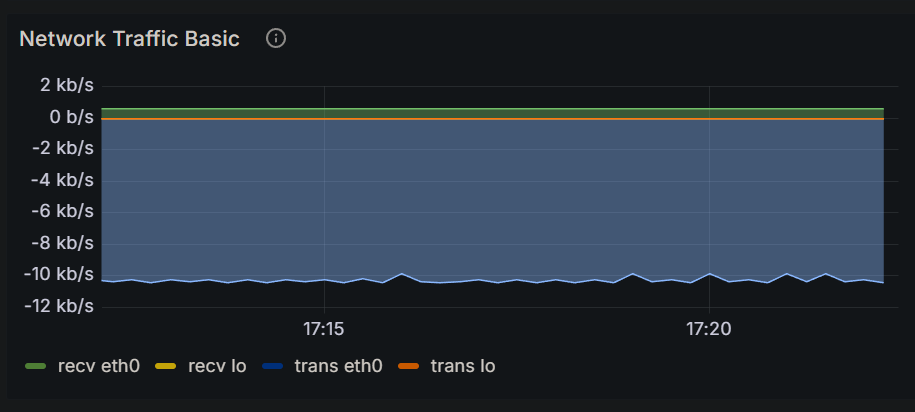 Network Traffic Basic
2 kb/s
0 b/s
-2 kb/s
-4 kb/s
-6 kb/s
-8 kb/s
-10 kb/s
-12 kb/s
17:15 17:20
recv eth0 recv lo trans eth0 trans lo